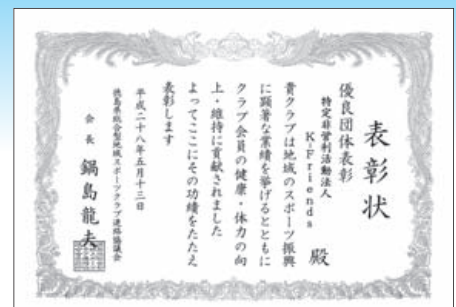 表彰状
優良団体表彰
特定非営利活動法人
K-Friends 殿
貴クラブは地域のスポーツ振興
に顕著な業績を挙げるとともに
クラブ会員の健康・体力の向
上・維持に貢献されました
よってここにその功績をたたえ
表彰します
平成二十八年五月十三日
徳島県総合型地域スポーツクラブ連絡協議会
会長 鍋島龍夫